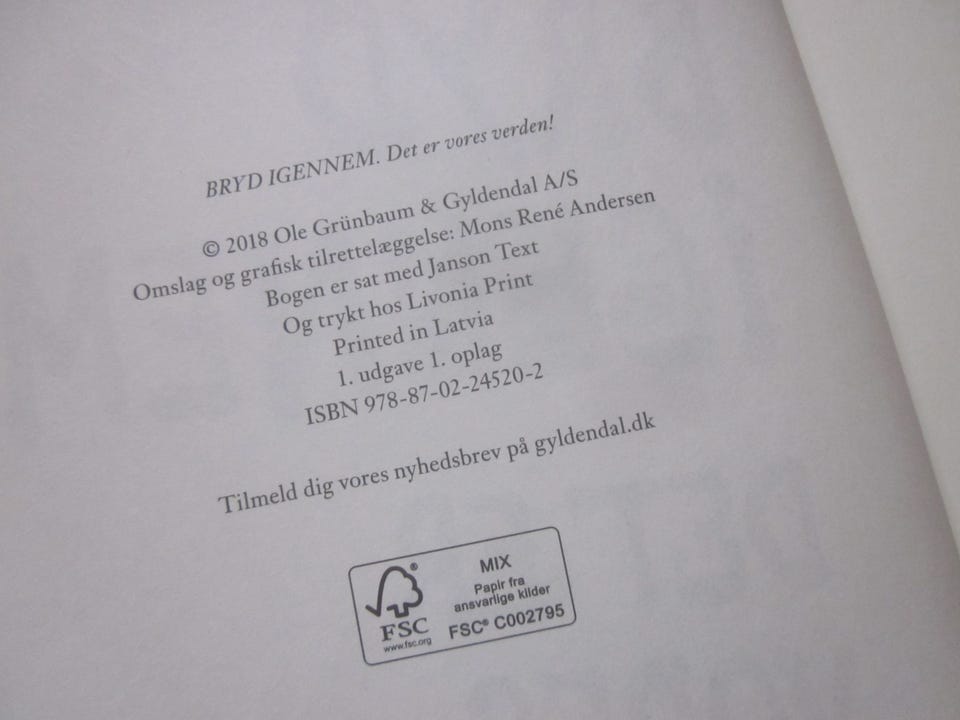 BRYD IGENNEM. Det er vores verden!
© 2018 Ole Grünbaum & Gyldendal A/S
Omslag og grafisk tilrettelæggelse: Mons René Andersen
Bogen er sat med Janson Text
Og trykt hos Livonia Print
Printed in Latvia
1. udgave 1. oplag
ISBN 978-87-02-24520-2
Tilmeld dig vores nyhedsbrev på gyldendal.dk
®
FSC
www.fsc.org
MIX
Papir fra
ansvarlige kilder
FSC® C002795